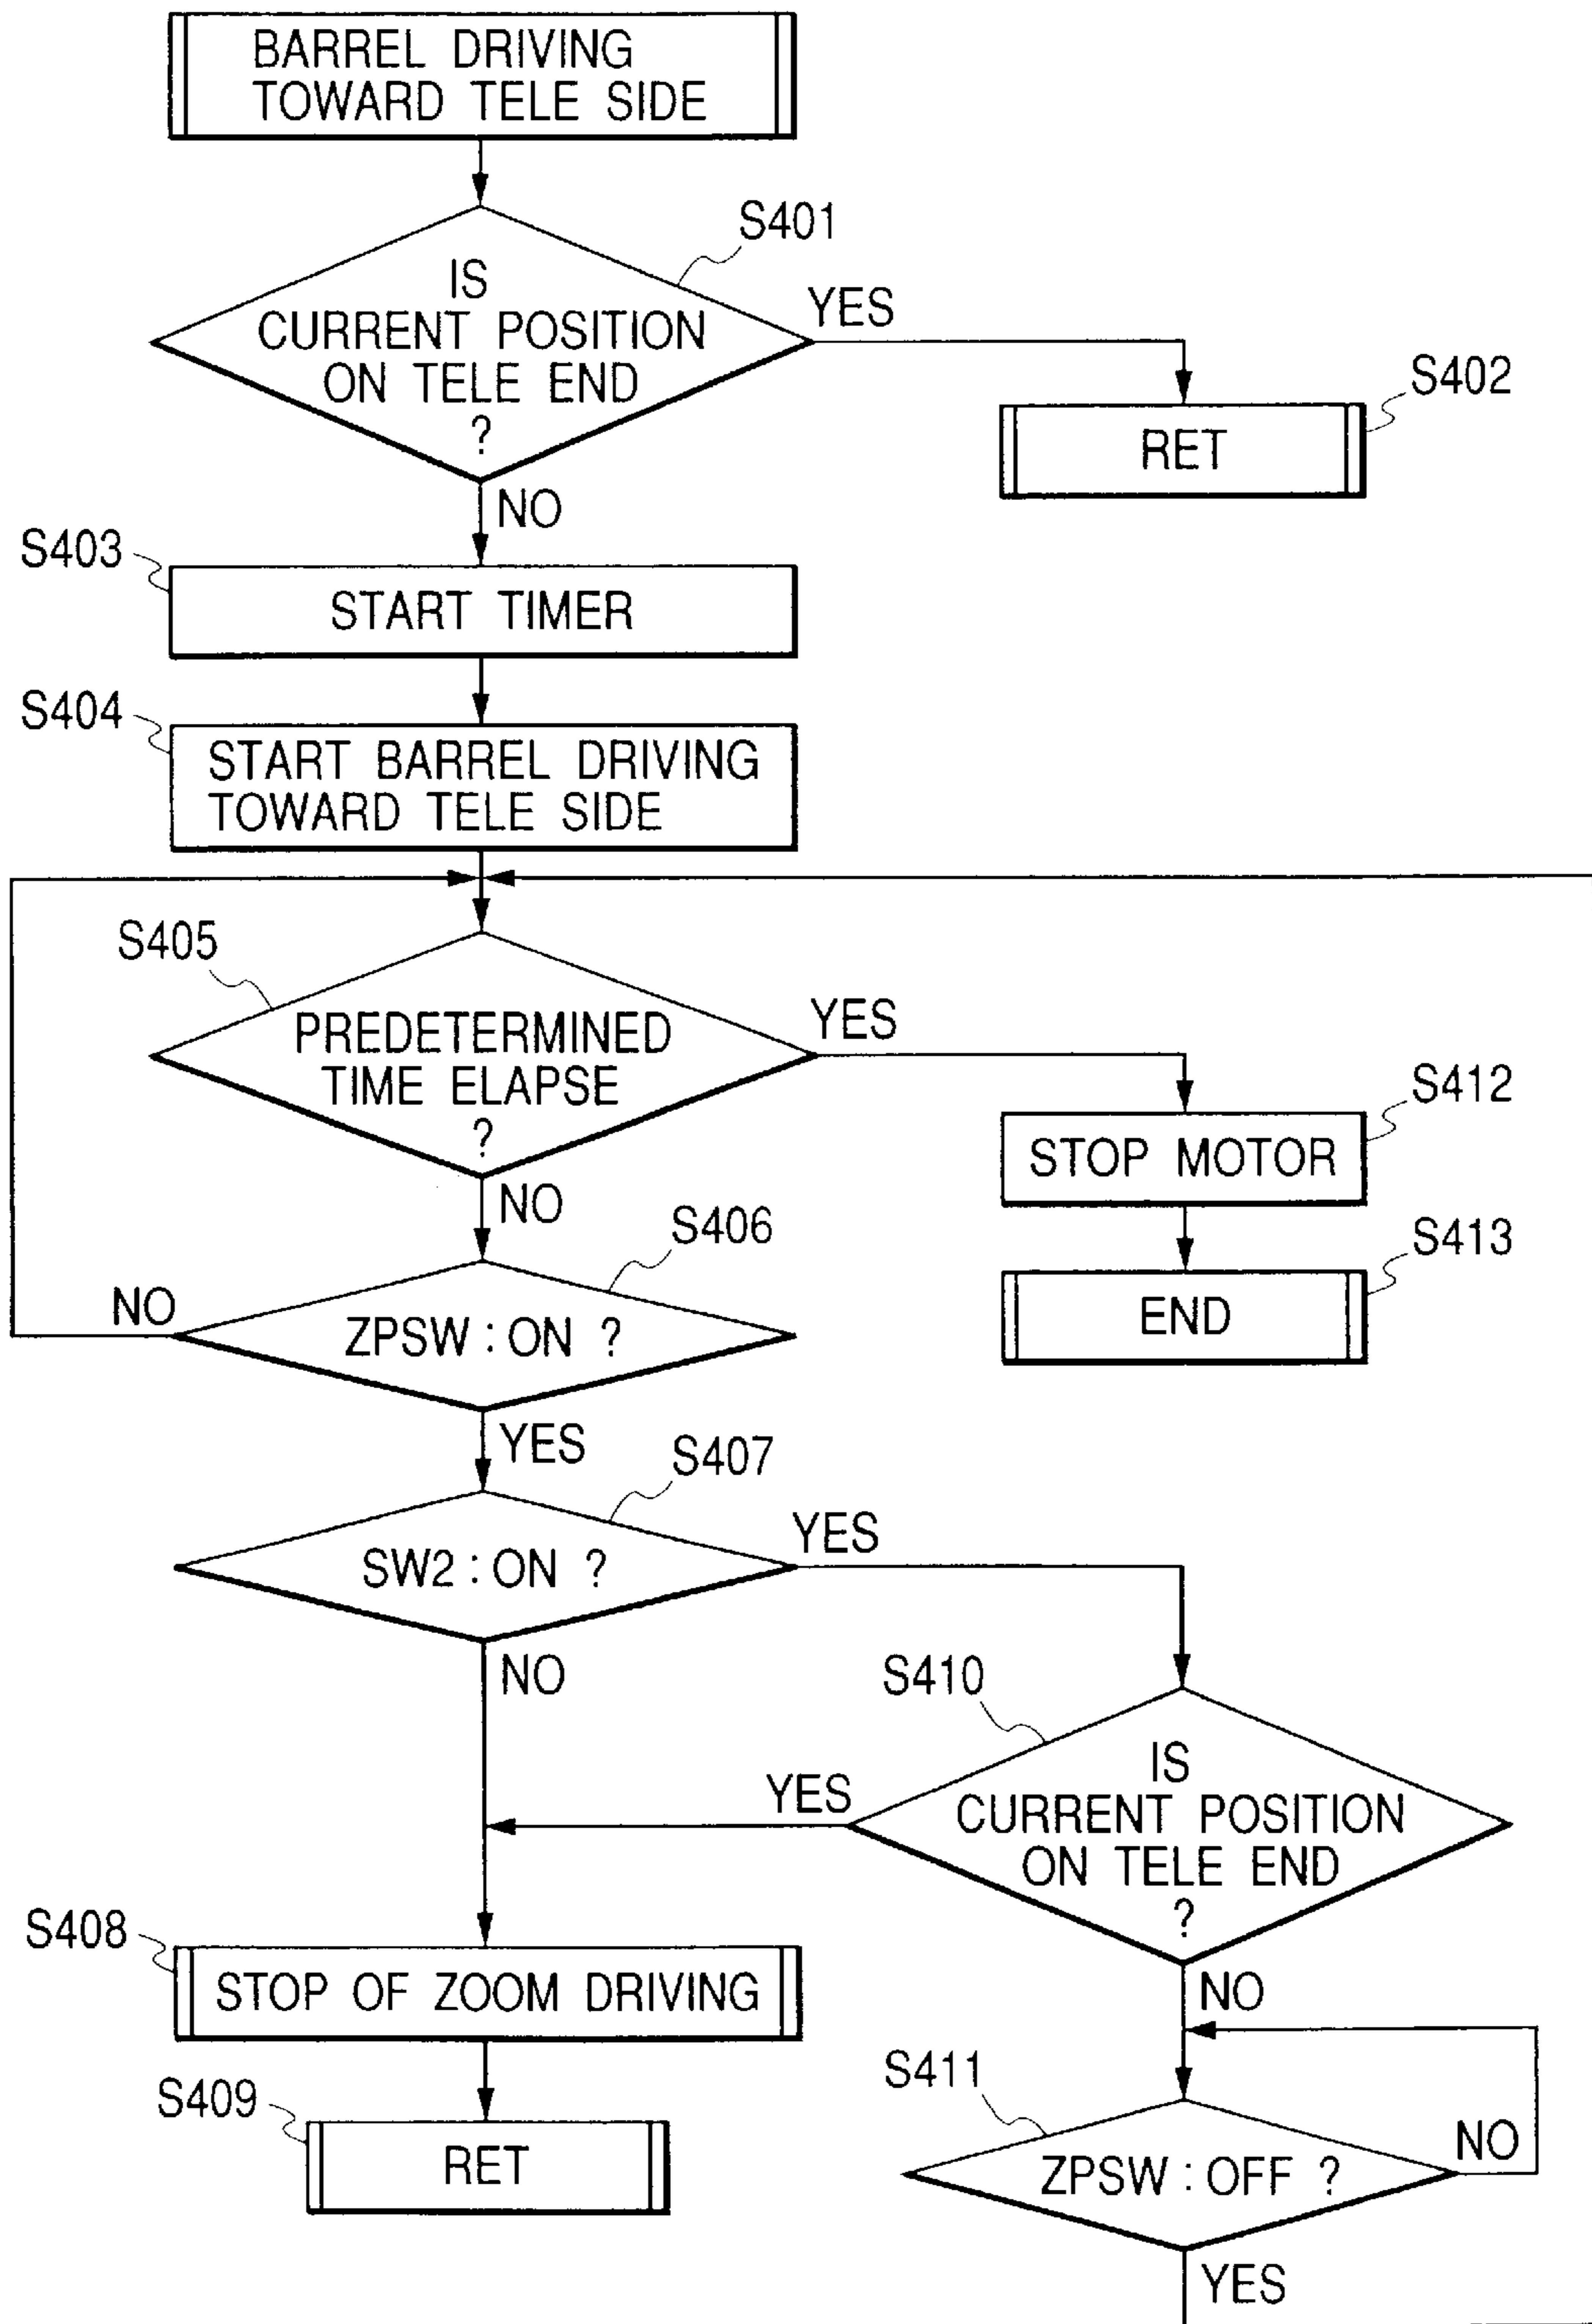 BARREL DRIVING
TOWARD TELE SIDE
S401
IS
CURRENT POSITION
ON TELE END
?
YES
S402
RET
NO
S403
START TIMER
S404
START BARREL DRIVING
TOWARD TELE SIDE
S405
PREDETERMINED
TIME ELAPSE
?
YES
S412
STOP MOTOR
NO
S406
S413
END
NO
ZPSW : ON ?
YES
S407
SW2 : ON ?
YES
NO
S410
IS
CURRENT POSITION
ON TELE END
?
YES
S408
STOP OF ZOOM DRIVING
NO
S409
RET
S411
ZPSW : OFF ?
NO
YES